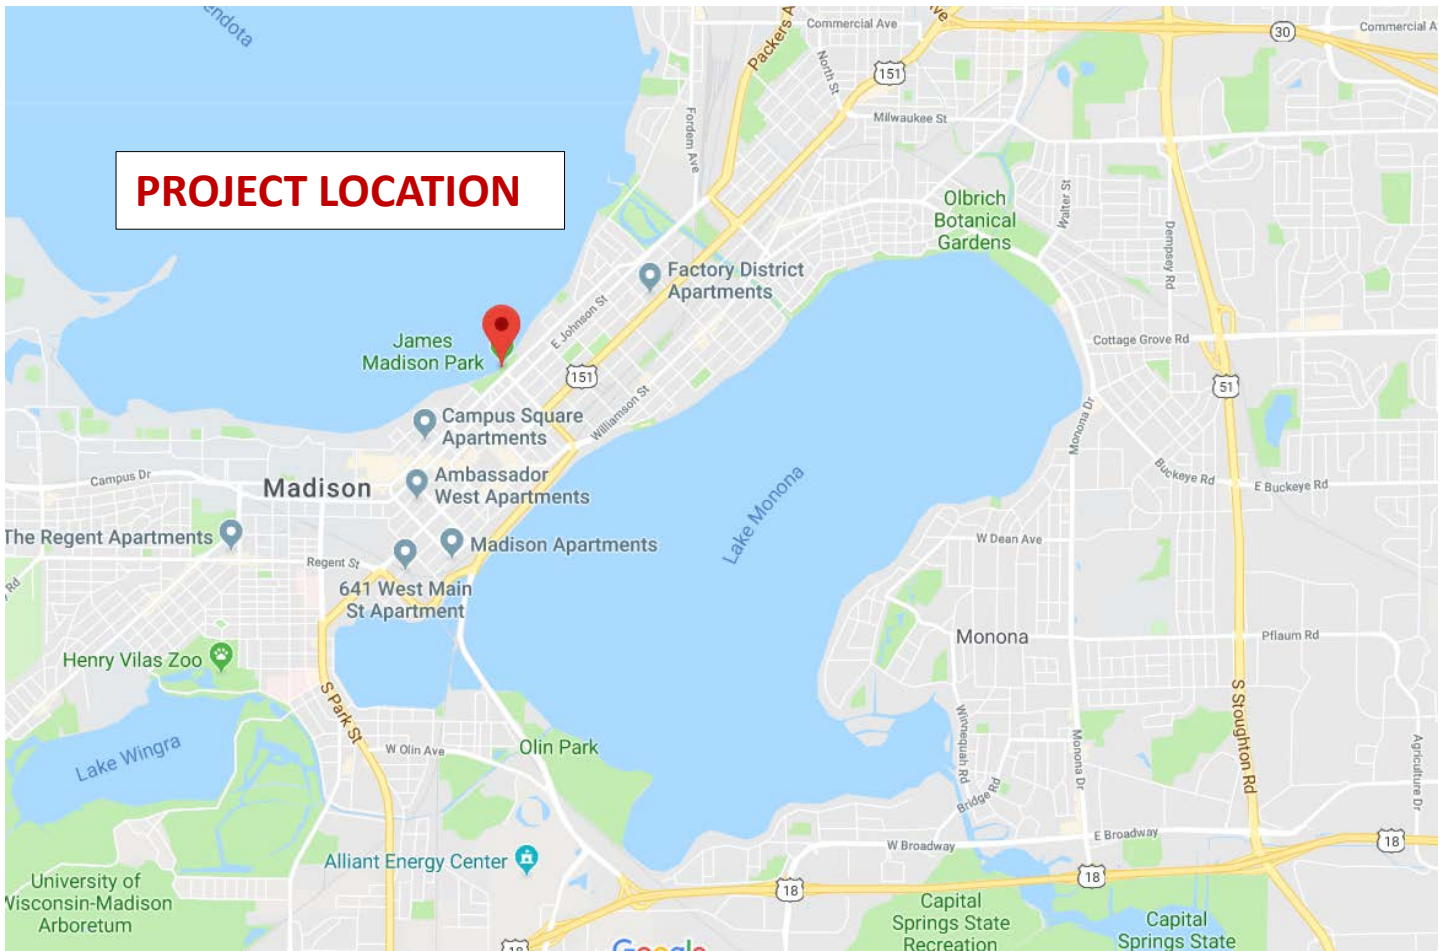 endota
Packers A
Commercial Ave
ve
30
Commercial A
151
North St
Fordem Ave
Milwaukee St
PROJECT LOCATION
Olbrich
Botanical
Gardens
Walter St
Dempsey Rd
Factory District
Apartments
E Johnson St
James
Madison Park
151
Cottage Grove Rd
51
Williamson St
Campus Square
Apartments
Monona Dr
Campus Dr
Madison
Ambassador
West Apartments
Lake Monona
Buckeye Rd
E Buckeye Rd
The Regent Apartments
Madison Apartments
W Dean Ave
Regent St
Rd
641 West Main
St Apartment
Monona
Pflaum Rd
Henry Vilas Zoo
S Park St
S Stoughton Rd
Lake Wingra
W Olin Ave
Olin Park
Winnequah Rd
Monona Dr
Bridge Rd
Agriculture Dr
E Broadway
W Broadway
18
Alliant Energy Center
18
18
University of
Wisconsin-Madison
Arboretum
Capital
Springs State
Recreation
Capital
Springs State
18
Google